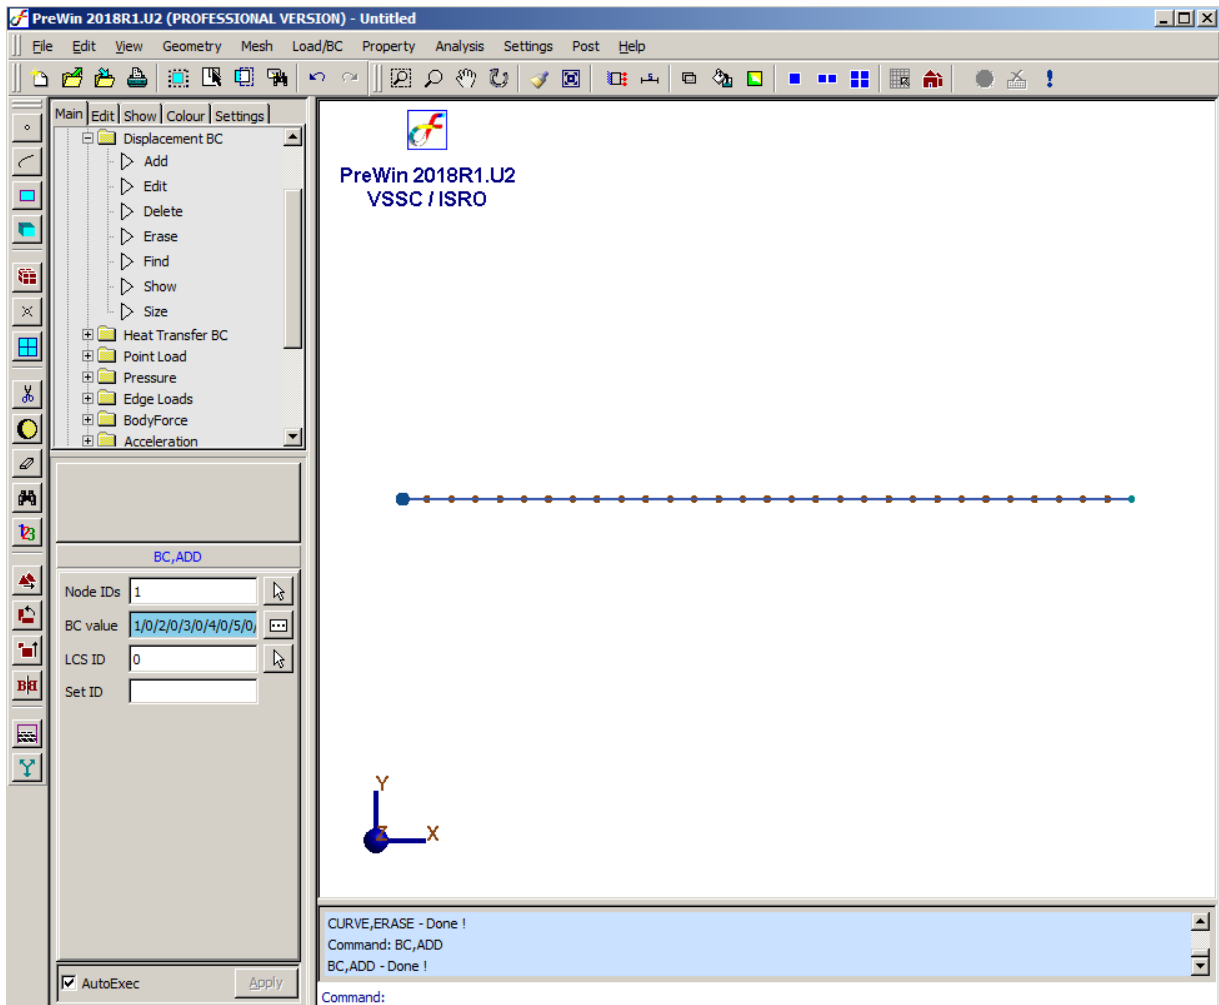 PreWin 2018R1.U2 (PROFESSIONAL VERSION) - Untitled
File Edit View Geometry Mesh Load/BC Property Analysis Settings Post Help
Main Edit Show Colour Settings
Displacement BC
Add
Edit
Delete
Erase
Find
Show
Size
Heat Transfer BC
Point Load
Pressure
Edge Loads
BodyForce
Acceleration
BC,ADD
Node IDs 1
BC value 1/0/2/0/3/0/4/0/5/0/
LCS ID 0
Set ID
AutoExec Apply
PreWin 2018R1.U2
VSSC / ISRO
Y
Z X
CURVE,ERASE - Done !
Command: BC,ADD
BC,ADD - Done !
Command:
123
B B